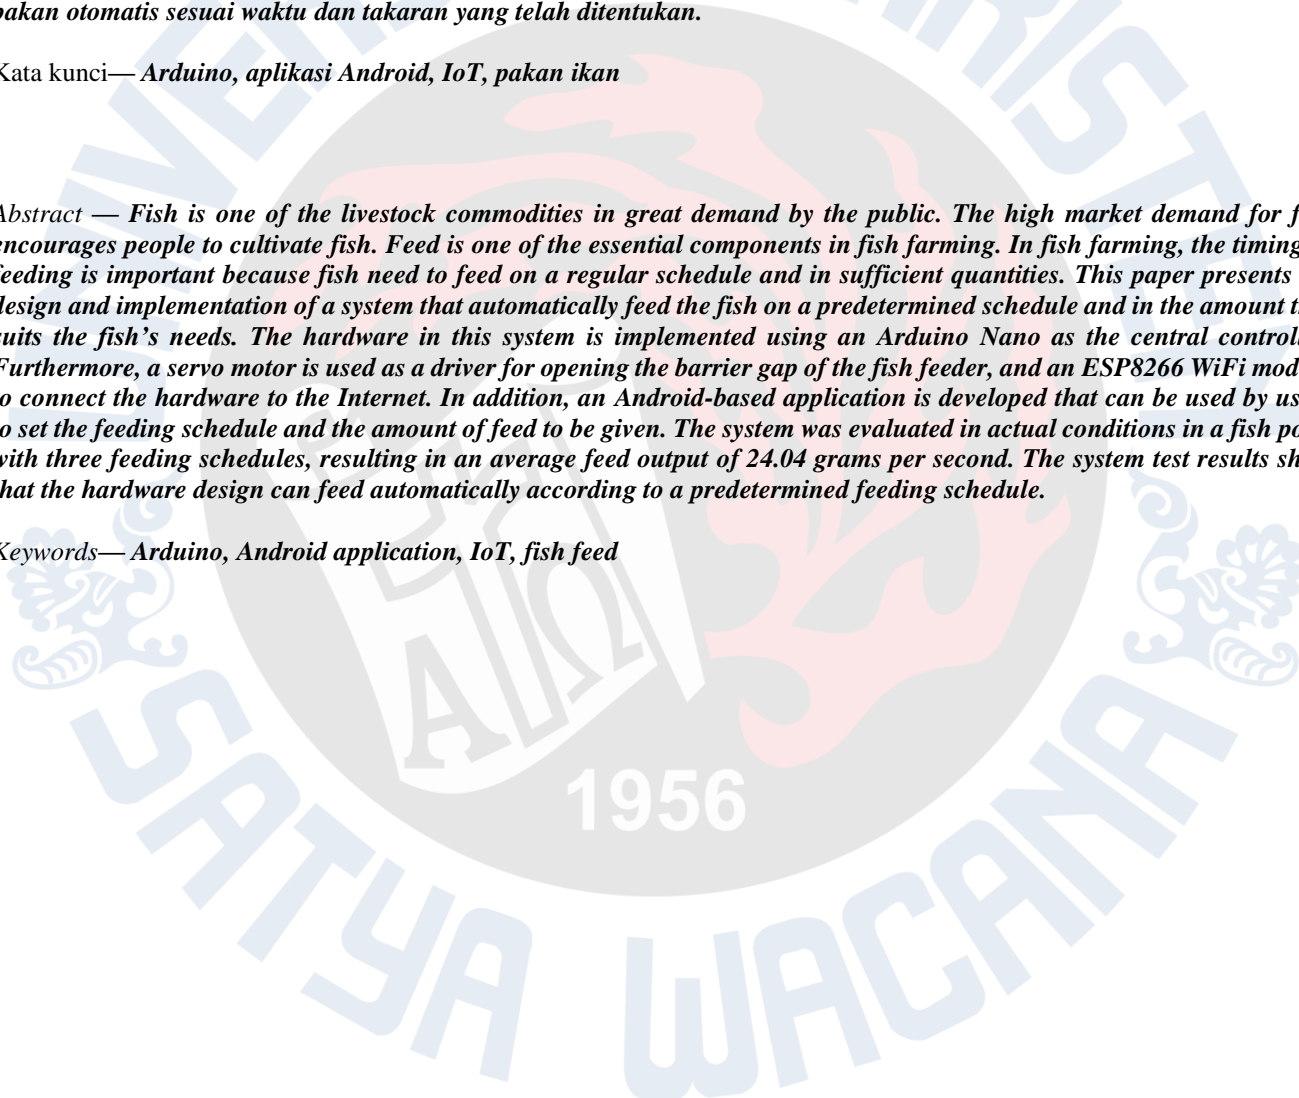 pakan otomatis sesuai waktu dan takaran yang telah ditentukan.
Kata kunci— Arduino, aplikasi Android, IoT, pakan ikan
Abstract — Fish is one of the livestock commodities in great demand by the public. The high market demand for f
encourages people to cultivate fish. Feed is one of the essential components in fish farming. In fish farming, the timing
feeding is important because fish need to feed on a regular schedule and in sufficient quantities. This paper presents
design and implementation of a system that automatically feed the fish on a predetermined schedule and in the amount th
suits the fish's needs. The hardware in this system is implemented using an Arduino Nano as the central controll
Furthermore, a servo motor is used as a driver for opening the barrier gap of the fish feeder, and an ESP8266 WiFi mod
to connect the hardware to the Internet. In addition, an Android-based application is developed that can be used by us
to set the feeding schedule and the amount of feed to be given. The system was evaluated in actual conditions in a fish po
with three feeding schedules, resulting in an average feed output of 24.04 grams per second. The system test results sh
that the hardware design can feed automatically according to a predetermined feeding schedule.
Keywords— Arduino, Android application, IoT, fish feed
UNIVERS
RISTEN
ΑΩ
1956
SATYA WACANA